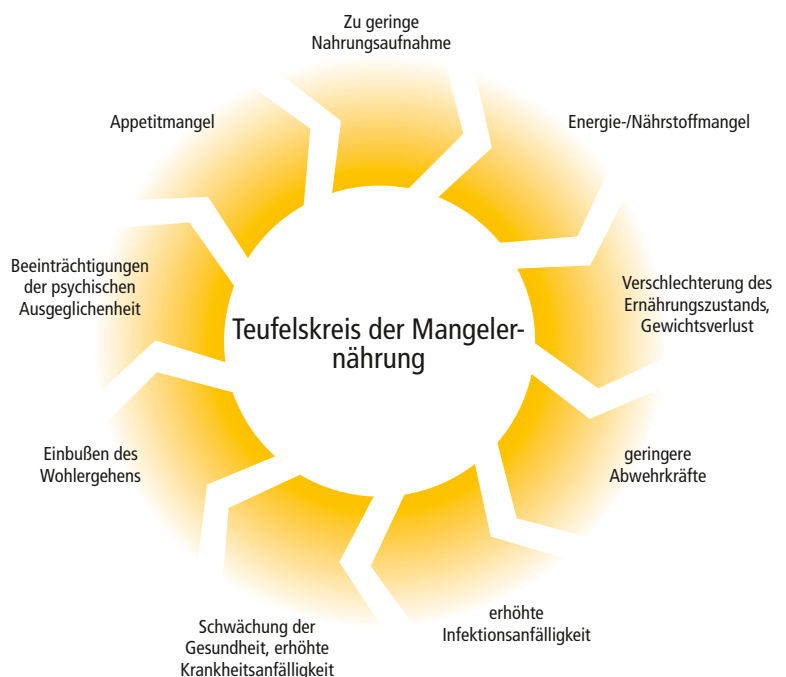 Zu geringe
Nahrungsaufnahme
Energie-/Nährstoffmangel
Verschlechterung des
Ernährungszustands,
Gewichtsverlust
geringere
Abwehrkräfte
erhöhte
Infektionsanfälligkeit
Schwächung der
Gesundheit, erhöhte
Krankheitsanfälligkeit
Einbußen des
Wohlergehens
Beeinträchtigungen
der psychischen
Ausgeglichenheit
Appetitmangel
Teufelskreis der Mangeler-
nährung